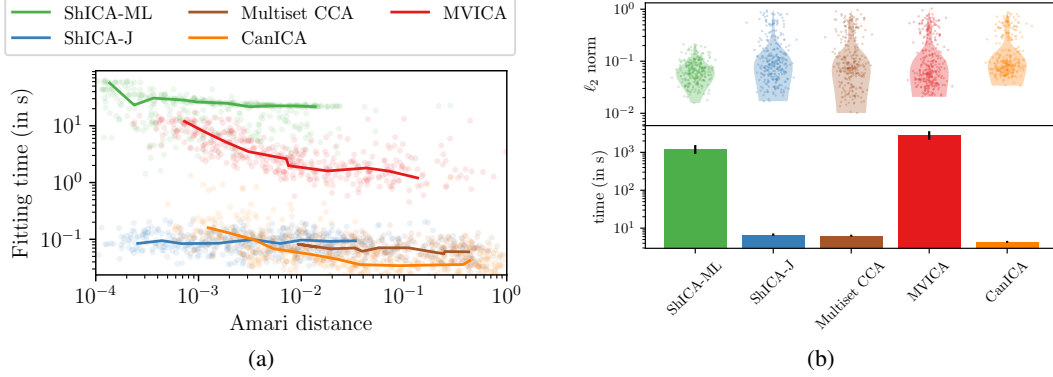 ShICA-ML
Multiset CCA
MVICA
ShICA-J
CanICA
Fitting time (in s)
10¹
10⁰
10⁻¹
10⁻⁴
10⁻³
10⁻²
10⁻¹
10⁰
Amari distance
(a)
ℓ₂ norm
10⁰
10⁻¹
10⁻²
time (in s)
10³
10²
10¹
ShICA-ML
ShICA-J
Multiset CCA
MVICA
CanICA
(b)